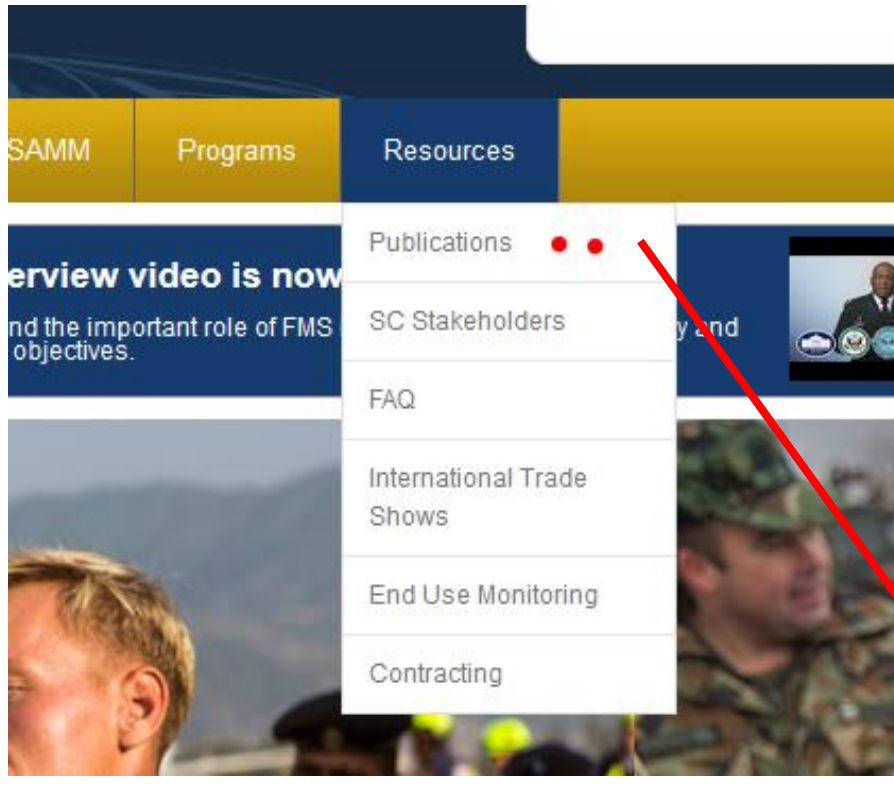 SAMM
Programs
Resources
Publications
SC Stakeholders
FAQ
International Trade
Shows
End Use Monitoring
Contracting
erview video is now
nd the important role of FMS
y and
objectives.